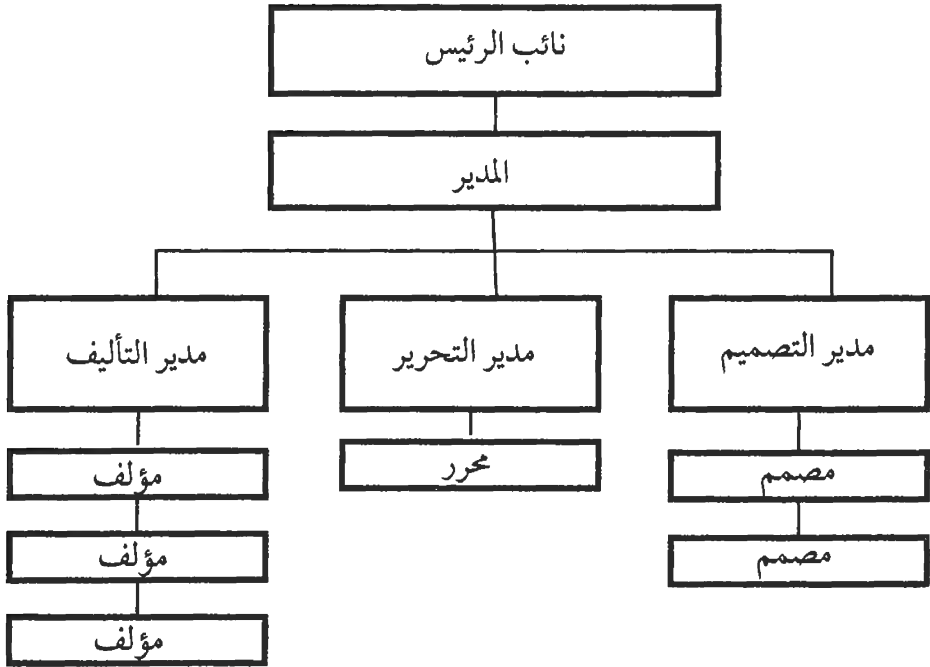 نائب الرئيس
المدير
مدير التصميم
مدير التحرير
مدير التأليف
مصمم
محرر
مؤلف
مصمم
مؤلف
مؤلف